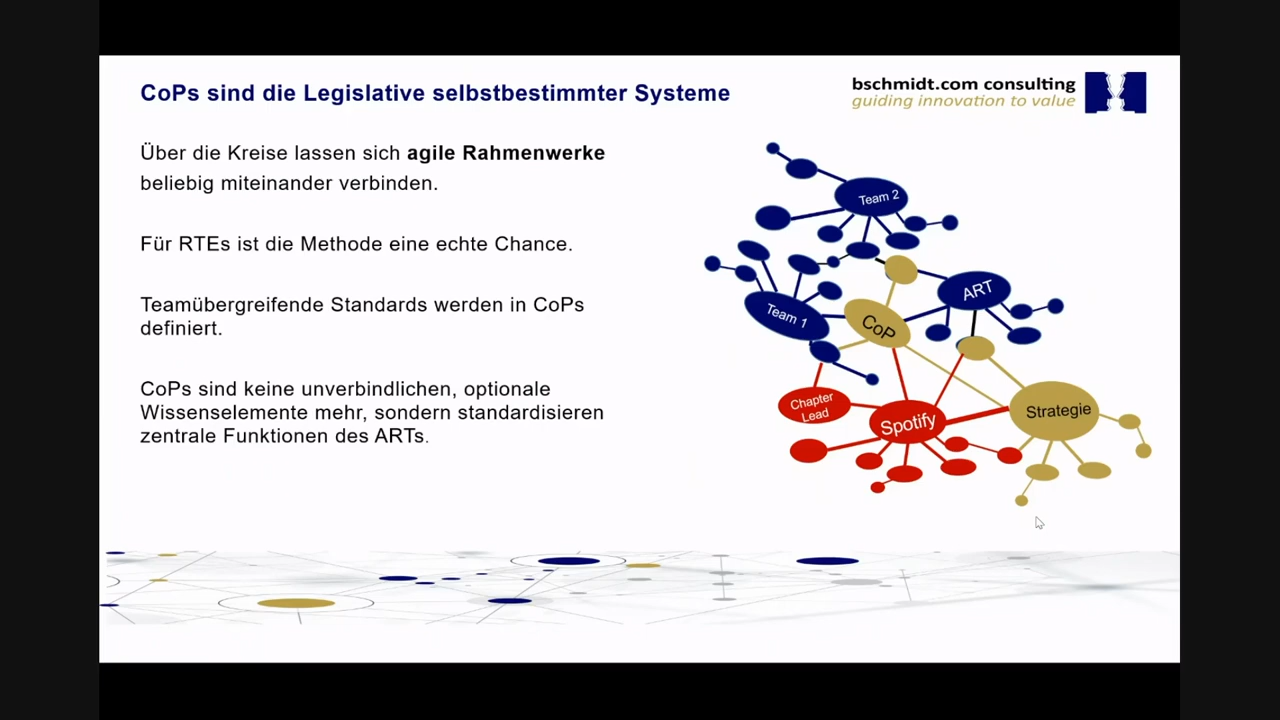 CoPs sind die Legislative selbstbestimmter Systeme
bschmidt.com consulting
guiding innovation to value
Über die Kreise lassen sich agile Rahmenwerke
beliebig miteinander verbinden.
Für RTEs ist die Methode eine echte Chance.
Teamübergreifende Standards werden in CoPs
definiert.
CoPs sind keine unverbindlichen, optionale
Wissenselemente mehr, sondern standardisieren
zentrale Funktionen des ARTs.
Team 2
ART
Team 1
CoP
Chapter
Lead
Spotify
Strategie